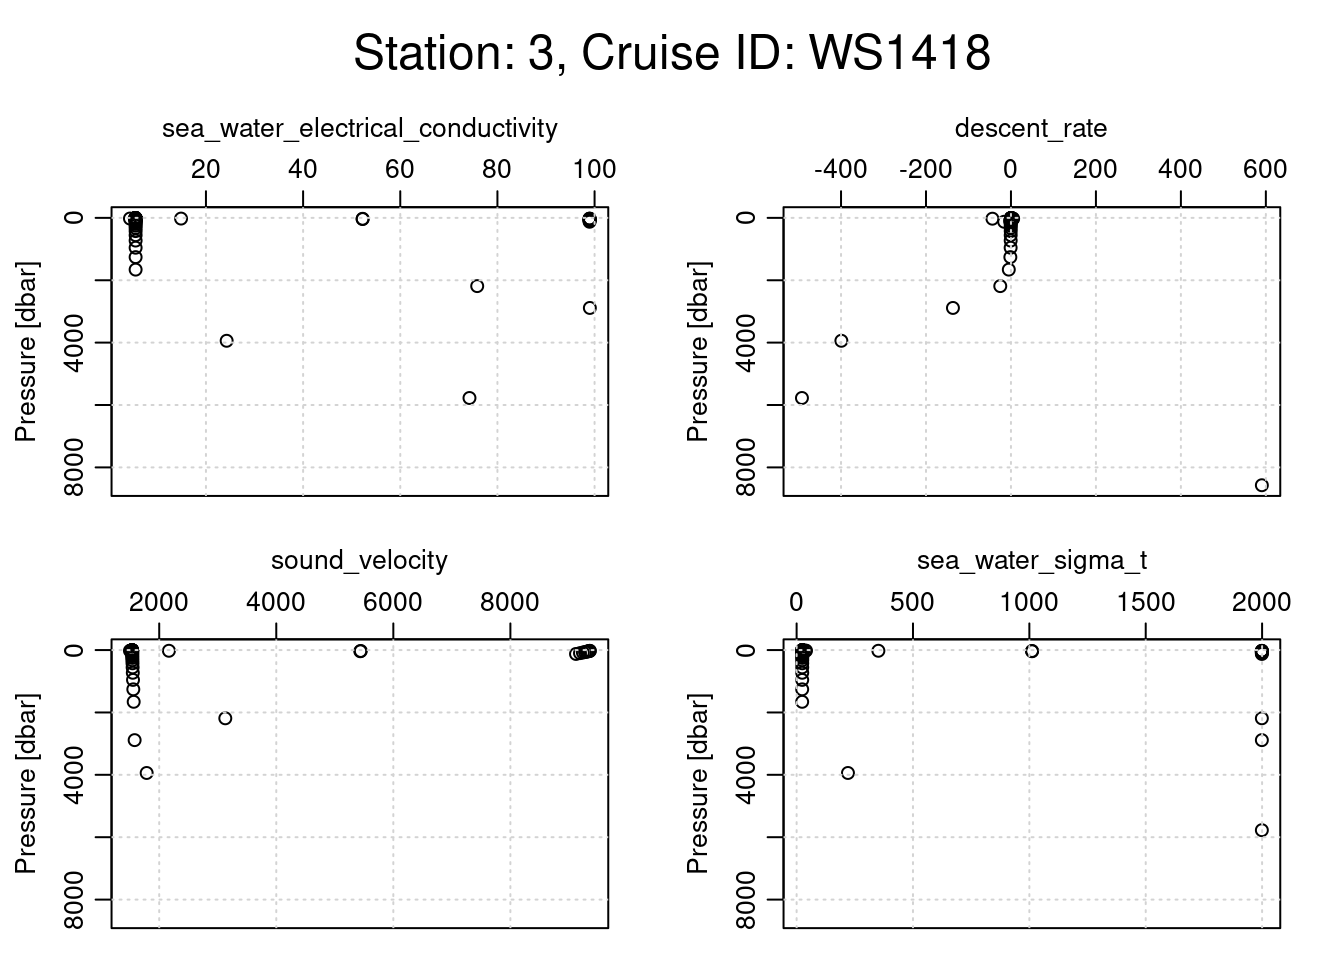 Station: 3, Cruise ID: WS1418
sea_water_electrical_conductivity
20 40 60 80 100
0
4000
8000
Pressure [dbar]
descent_rate
-400 -200 0 200 400 600
0
4000
8000
Pressure [dbar]
sound_velocity
2000 4000 6000 8000
0
4000
8000
Pressure [dbar]
sea_water_sigma_t
0 500 1000 1500 2000
0
4000
8000
Pressure [dbar]